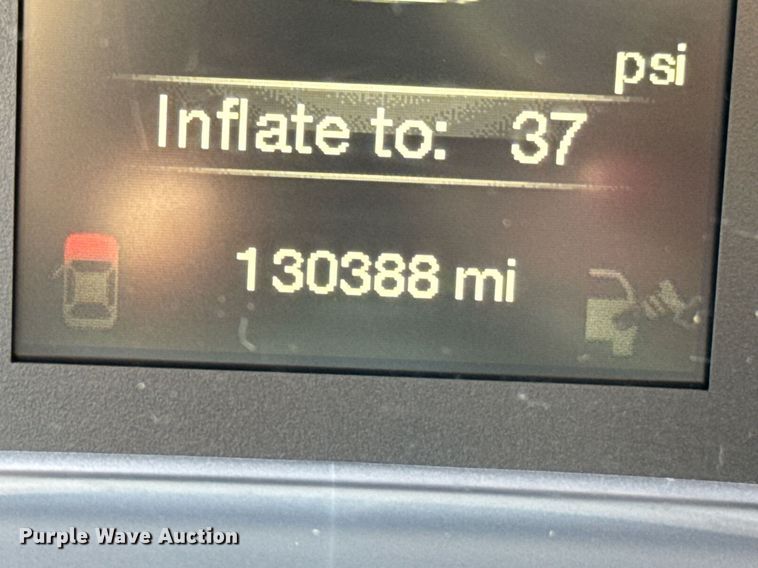 psi
Inflate to: 37
130388 mi
Purple Wave Auction